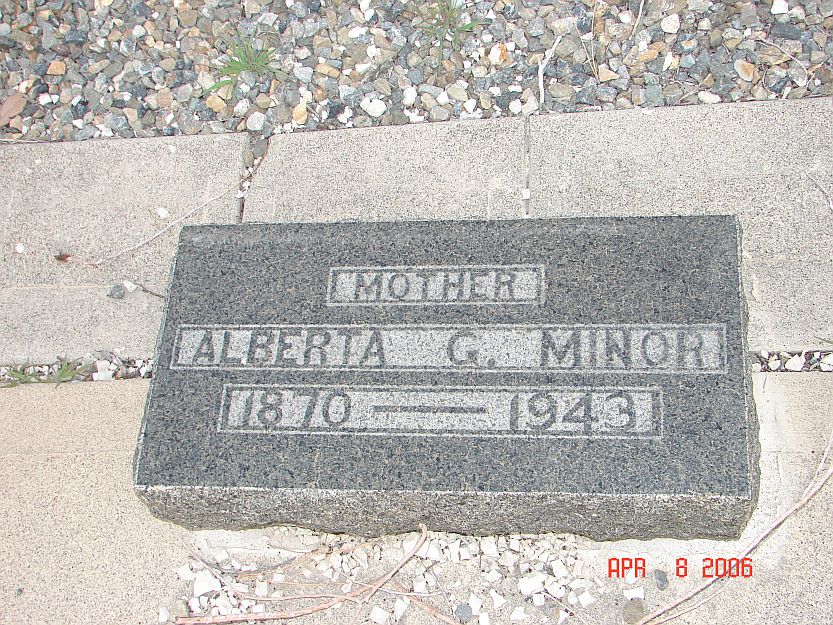 MOTHER
ALBERTA G. MINOR
1870 — 1943
APR 8 2006